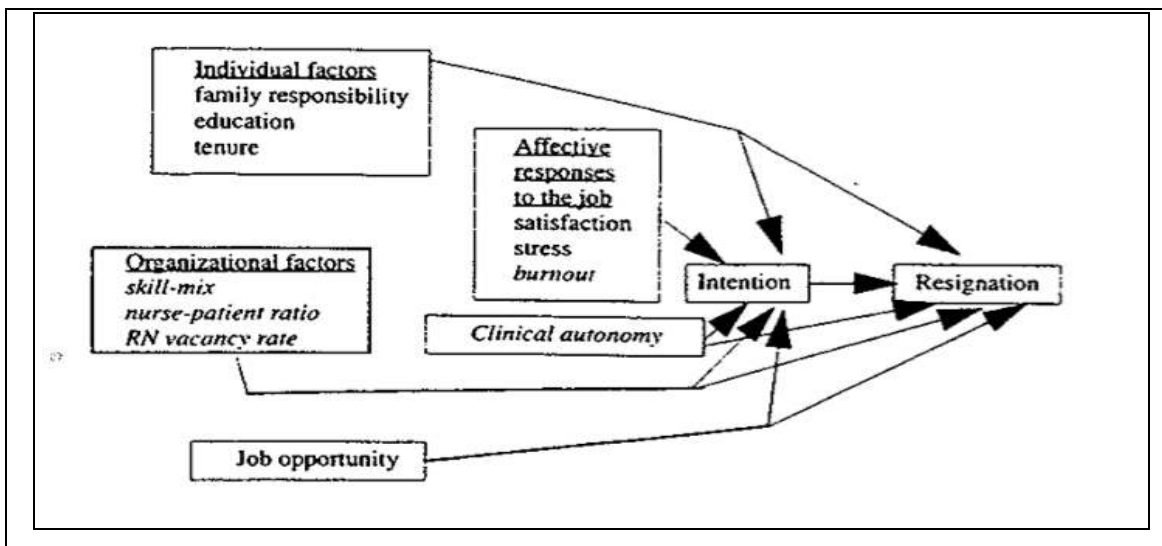 Individual factors
family responsibility
education
tenure
Affective
responses
to the job
satisfaction
stress
burnout
Organizational factors
skill-mix
nurse-patient ratio
RN vacancy rate
Intention
Resignation
Clinical autonomy
Job opportunity